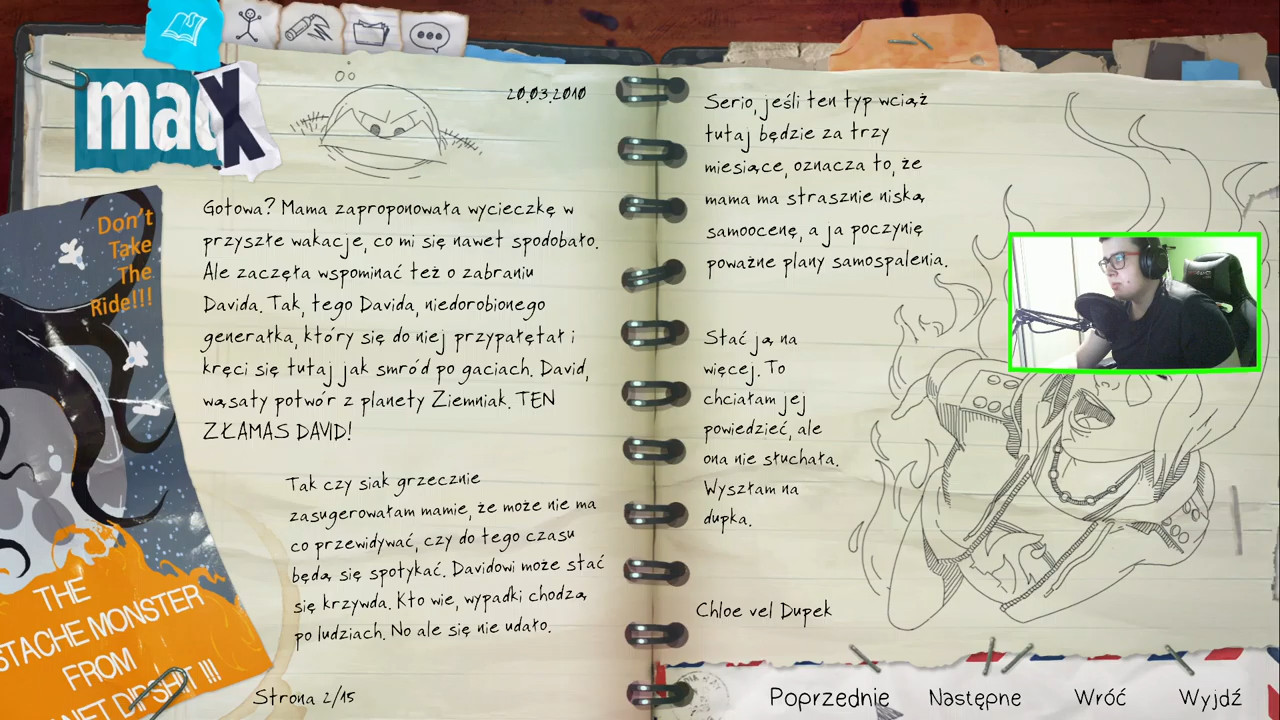 max
20.03.2010
Don't
Take
The
Ride!!!
Gotowa? Mama zaproponowała wycieczkę w
przyszłe wakacje, co mi się nawet spodobało.
Ale zaczęła wspominać też o zabraniu
Davida. Tak, tego Davida, niedorobionego
generałka, który się do niej przypałętał i
kręci się tutaj jak smród po gaciach. David,
wąsaty potwór z planety Ziemniak. TEN
ZŁAMAS DAVID!
Tak czy siak grzecznie
zasugerowałam mamie, że może nie ma
co przewidywać, czy do tego czasu
będą się spotykać. Davidowi może stać
się krzywda. Kto wie, wypadki chodzą
po ludziach. No ale się nie udało.
THE
STACHE MONSTER
FROM
ANET DIPSHIT !!!
Strona 2/15
Serio, jeśli ten typ wciąż
tutaj będzie za trzy
miesiące, oznacza to, że
mama ma strasznie niską
samoocenę, a ja poczynię
poważne plany samospalenia.
Stać ją na
więcej. To
chciałam jej
powiedzieć, ale
ona nie słuchała.
Wyszłam na
dupka.
Chloe vel Dupek
Poprzednie Następne Wróć Wyjdź